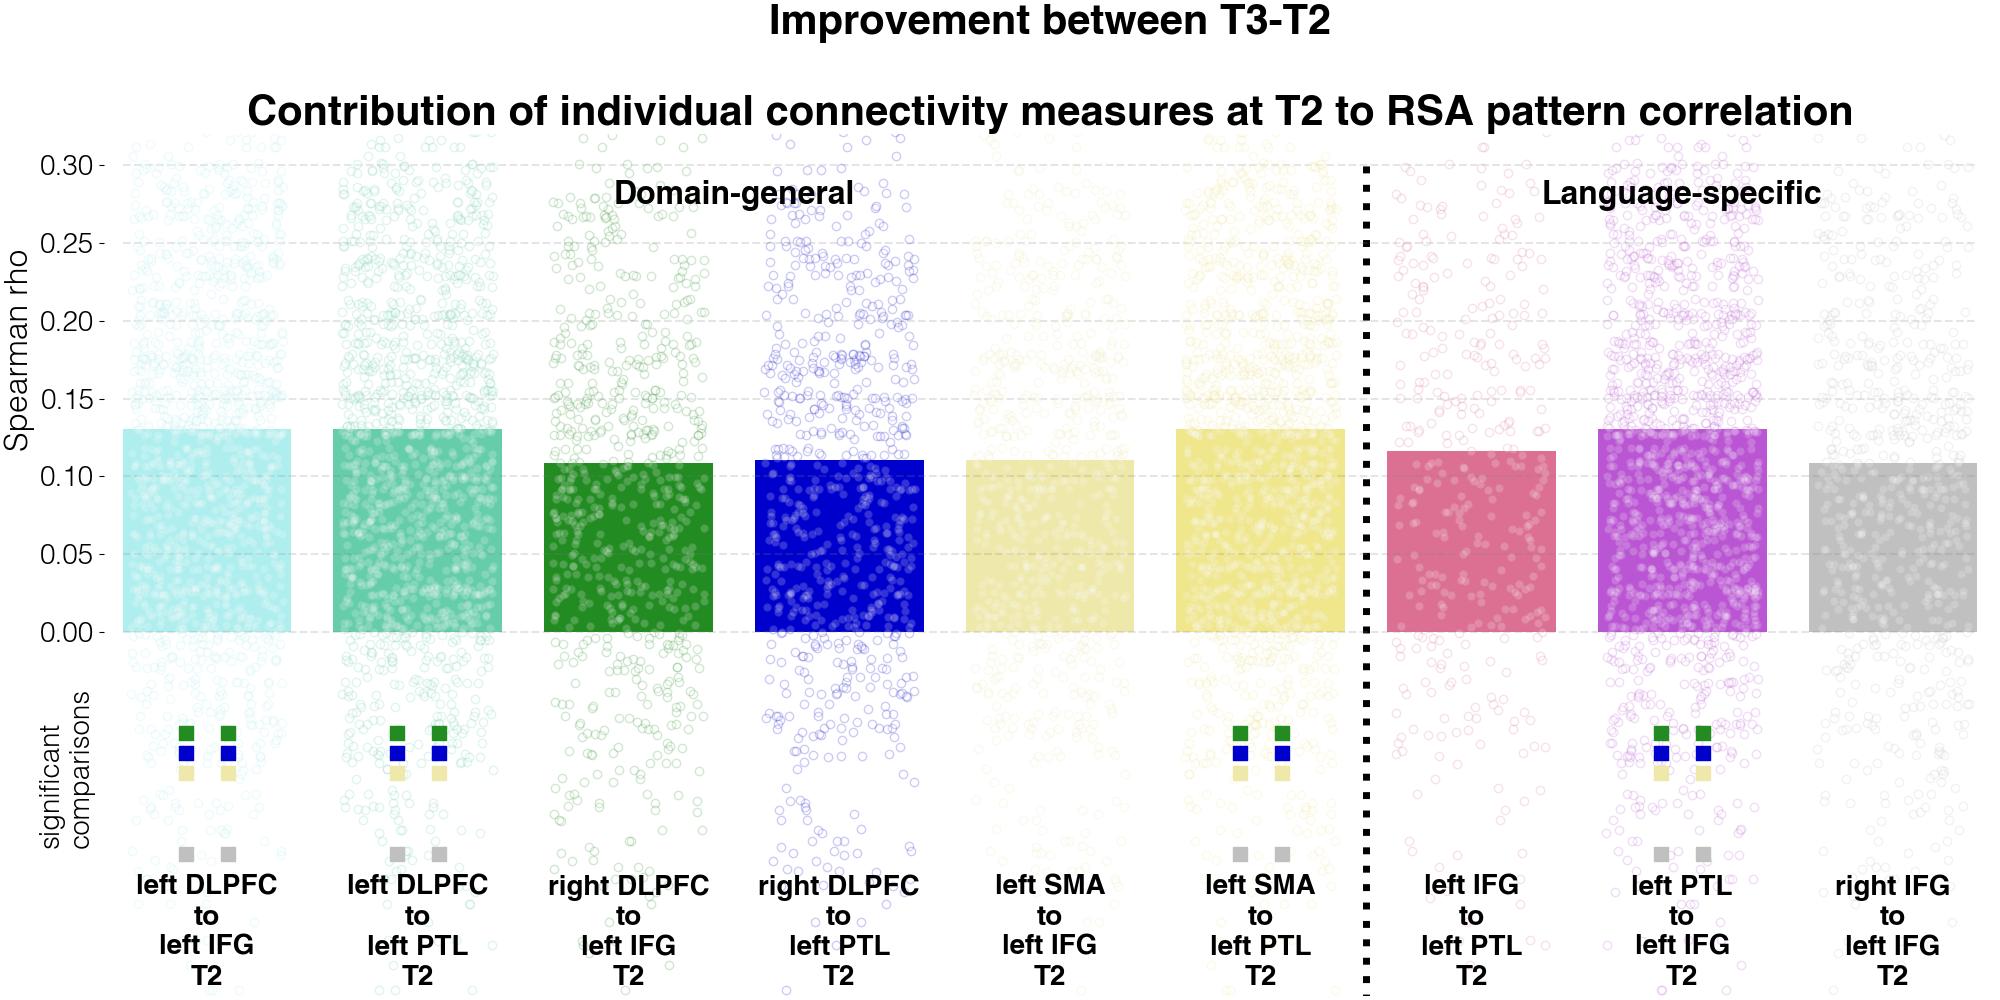 Improvement between T3-T2
Contribution of individual connectivity measures at T2 to RSA pattern correlation
Domain-general
Language-specific
Spearman rho
0.30
0.25
0.20
0.15
0.10
0.05
0.00
significant
comparisons
left DLPFC
to
left IFG
T2
left DLPFC
to
left PTL
T2
right DLPFC
to
left IFG
T2
right DLPFC
to
left PTL
T2
left SMA
to
left IFG
T2
left SMA
to
left PTL
T2
left IFG
to
left PTL
T2
left PTL
to
left IFG
T2
right IFG
to
left IFG
T2